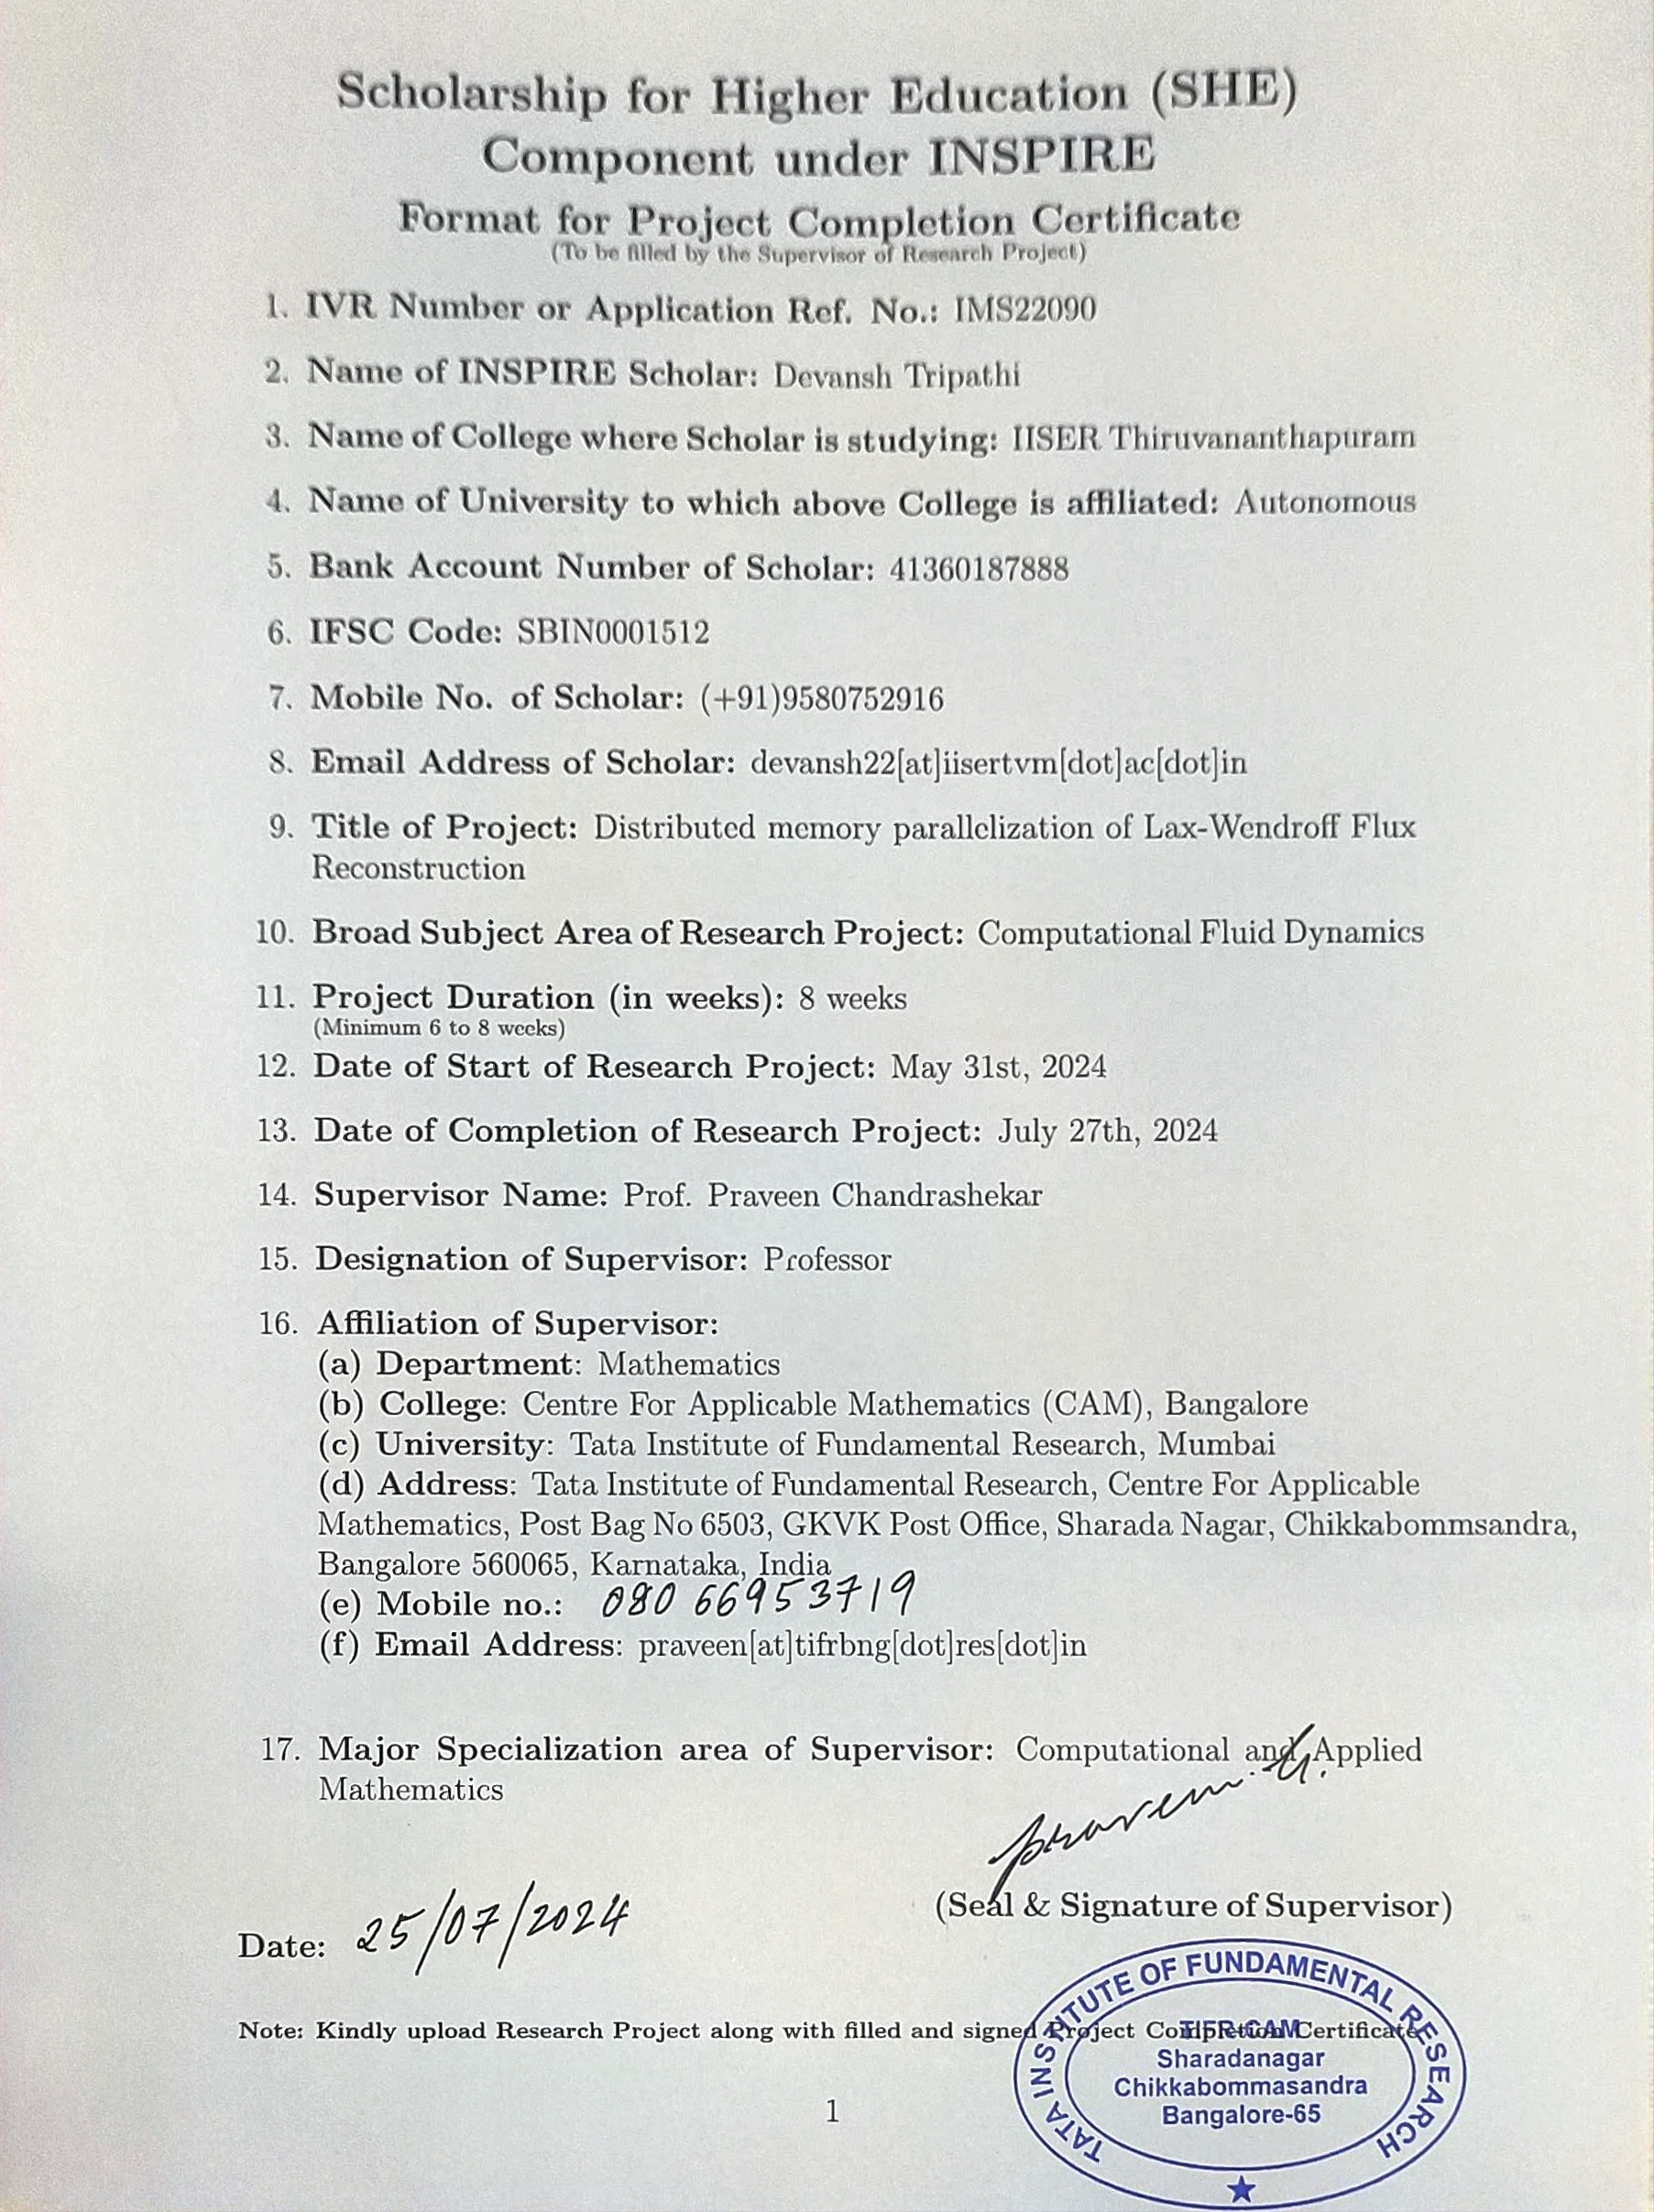 Scholarship for Higher Education (SHE)
Component under INSPIRE
Format for Project Completion Certificate
(To be filled by the Supervisor of Research Project)
1. IVR Number or Application Ref. No.: IMS22090
2. Name of INSPIRE Scholar: Devansh Tripathi
3. Name of College where Scholar is studying: IISER Thiruvananthapuram
4. Name of University to which above College is affiliated: Autonomous
5. Bank Account Number of Scholar: 41360187888
6. IFSC Code: SBIN0001512
7. Mobile No. of Scholar: (+91)9580752916
8. Email Address of Scholar: devansh22[at]iisertvm[dot]ac[dot]in
9. Title of Project: Distributed memory parallelization of Lax-Wendroff Flux
Reconstruction
10. Broad Subject Area of Research Project: Computational Fluid Dynamics
11. Project Duration (in weeks): 8 weeks
(Minimum 6 to 8 weeks)
12. Date of Start of Research Project: May 31st, 2024
13. Date of Completion of Research Project: July 27th, 2024
14. Supervisor Name: Prof. Praveen Chandrashekar
15. Designation of Supervisor: Professor
16. Affiliation of Supervisor:
(a) Department: Mathematics
(b) College: Centre For Applicable Mathematics (CAM), Bangalore
(c) University: Tata Institute of Fundamental Research, Mumbai
(d) Address: Tata Institute of Fundamental Research, Centre For Applicable
Mathematics, Post Bag No 6503, GKVK Post Office, Sharada Nagar, Chikkabommsandra,
Bangalore 560065, Karnataka, India
(e) Mobile no.: 080 66953719
(f) Email Address: praveen[at]tifrbng[dot]res[dot]in
17. Major Specialization area of Supervisor: Computational and Applied
Mathematics
Praveen. C.
(Seal & Signature of Supervisor)
Date: 25/07/2024
Note: Kindly upload Research Project along with filled and signed Project Completion Certificate
TATA INSTITUTE OF FUNDAMENTAL RESEARCH
TIFR-CAM
Sharadanagar
Chikkabommasandra
Bangalore-65
1